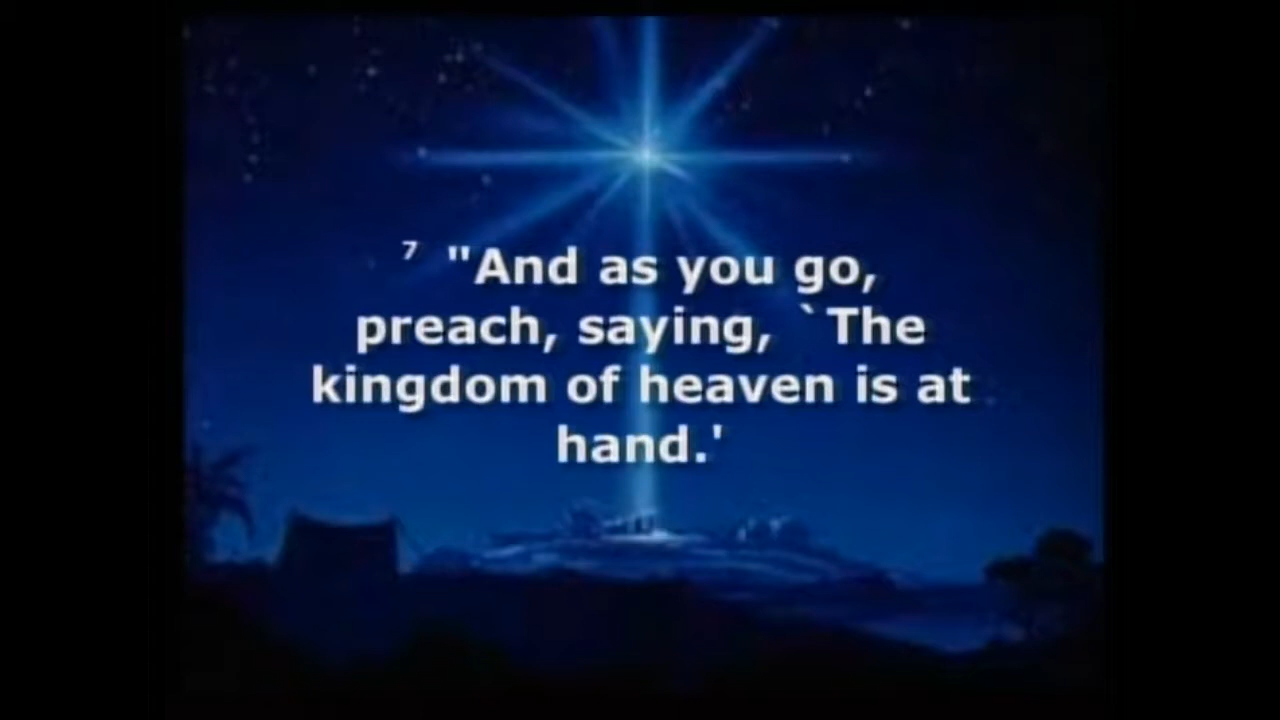 7 "And as you go,
preach, saying, `The
kingdom of heaven is at
hand.'